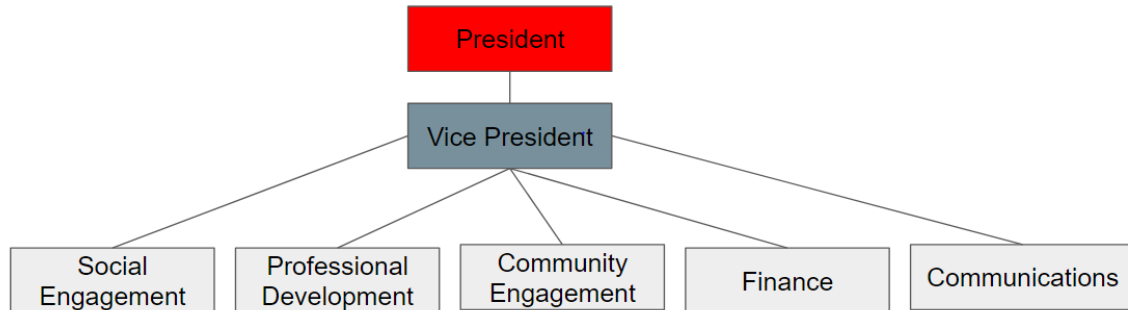 President
Vice President
Social
Engagement
Professional
Development
Community
Engagement
Finance
Communications